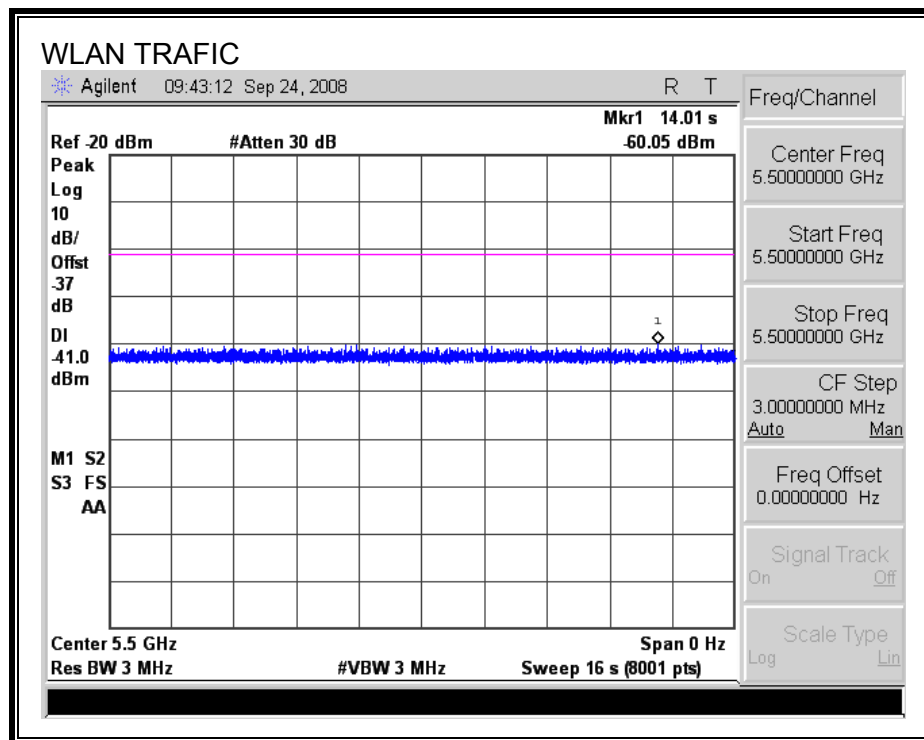 WLAN TRAFIC
Agilent 09:43:12 Sep 24, 2008 R T
Mkr1 14.01 s
Ref -20 dBm #Atten 30 dB -60.05 dBm
Peak
Log
10
dB/
Offst
-37
dB
DI
-41.0
dBm
1
M1 S2
S3 FS
AA
Center 5.5 GHz Span 0 Hz
Res BW 3 MHz #VBW 3 MHz Sweep 16 s (8001 pts)
Freq/Channel
Center Freq
5.50000000 GHz
Start Freq
5.50000000 GHz
Stop Freq
5.50000000 GHz
CF Step
3.00000000 MHz
Auto Man
Freq Offset
0.00000000 Hz
Signal Track
On Off
Scale Type
Log Lin